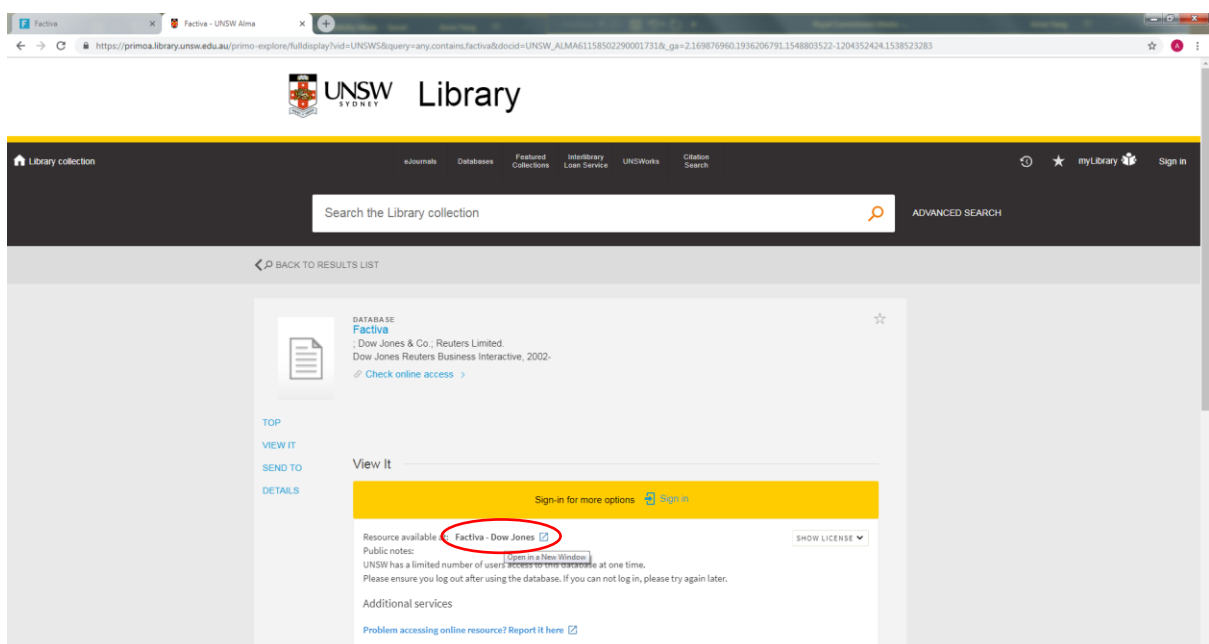 Factiva
Factiva - UNSW Alma
https://primoa.library.unsw.edu.au/primo-explore/fulldisplay?vid=UNSWS&query=any,contains,factiva&docid=UNSW_ALMA61158502290001731&_ga=2.169876960.1936206791.1548803522-1204352424.1538523283
A
UNSW
SYDNEY
Library
Library collection
eJournals
Databases
Featured Collections
Interlibrary Loan Service
UNSWorks
Citation Search
myLibrary
Sign in
Search the Library collection
ADVANCED SEARCH
BACK TO RESULTS LIST
DATABASE
Factiva
; Dow Jones & Co.; Reuters Limited.
Dow Jones Reuters Business Interactive, 2002-
Check online access
TOP
VIEW IT
SEND TO
DETAILS
View It
Sign-in for more options Sign in
Resource available at: Factiva - Dow Jones
SHOW LICENSE
Public notes:
Open in a New Window
UNSW has a limited number of users access to this database at one time.
Please ensure you log out after using the database. If you can not log in, please try again later.
Additional services
Problem accessing online resource? Report it here